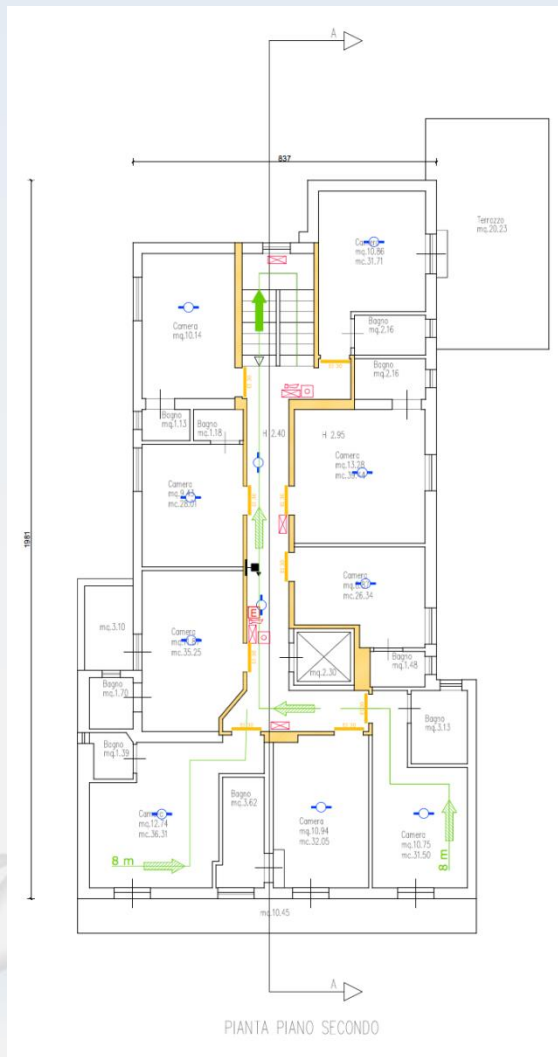 A
837
Terrazzo
mq.20.23
Camera
mq.10.86
mc.31.71
Camera
mq.10.14
Bagno
mq.2.16
Bagno
mq.2.16
Bagno
mq.1.13
Bagno
mq.1.18
H 2.40
H 2.95
Camera
mq.13.28
Camera
mc.28.01
1981
Camera
mc.26.34
mc.3.10
Camera
mc.35.25
E
Bagno
mq.1.48
mq.2.30
Bagno
mq.1.70
Bagno
mq.3.13
Bagno
mq.1.39
Bagno
mq.3.62
Camera
mq.12.74
mc.36.31
Camera
mq.10.94
mc.32.05
Camera
mq.10.75
mc.31.50
8 m
8 m
mq.10.45
A
PIANTA PIANO SECONDO